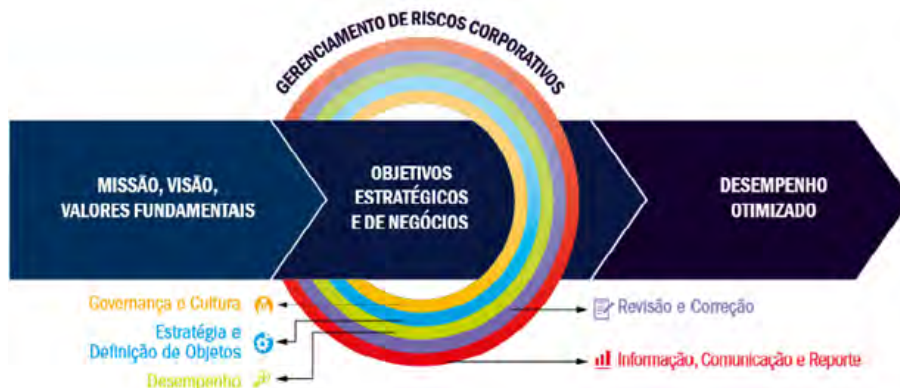 GERENCIAMENTO DE RISCOS CORPORATIVOS
MISSÃO, VISÃO,
VALORES FUNDAMENTAIS
OBJETIVOS
ESTRATÉGICOS
E DE NEGÓCIOS
DESEMPENHO
OTIMIZADO
Governança e Cultura
Estratégia e
Definição de Objetos
Desempenho
Revisão e Correção
Informação, Comunicação e Reporte